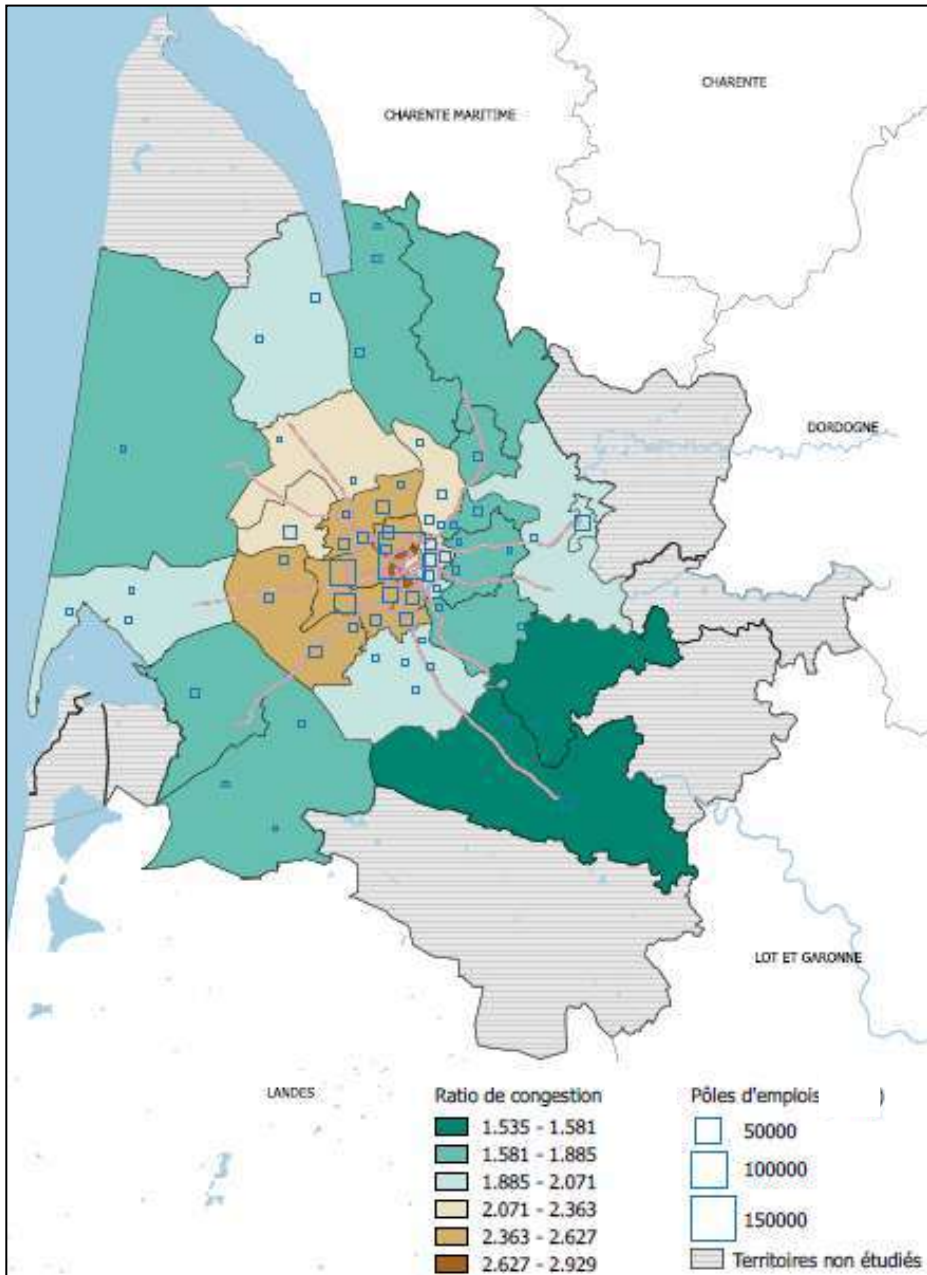 CHARENTE
CHARENTE MARITIME
DORDOGNE
LOT ET GARONNE
LANDES
Ratio de congestion
1.535 - 1.581
1.581 - 1.885
1.885 - 2.071
2.071 - 2.363
2.363 - 2.627
2.627 - 2.929
Pôles d'emplois )
50000
100000
150000
Territoires non étudiés